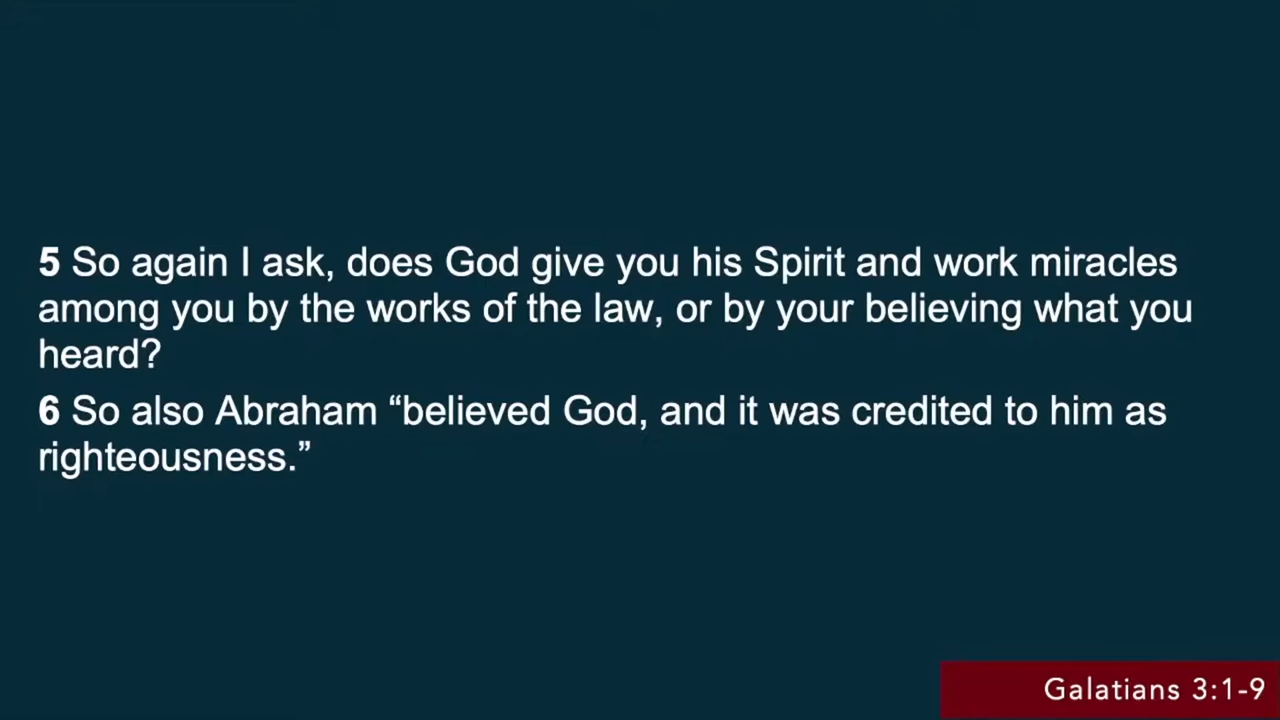 5 So again I ask, does God give you his Spirit and work miracles
among you by the works of the law, or by your believing what you
heard?
6 So also Abraham “believed God, and it was credited to him as
righteousness.”
Galatians 3:1-9